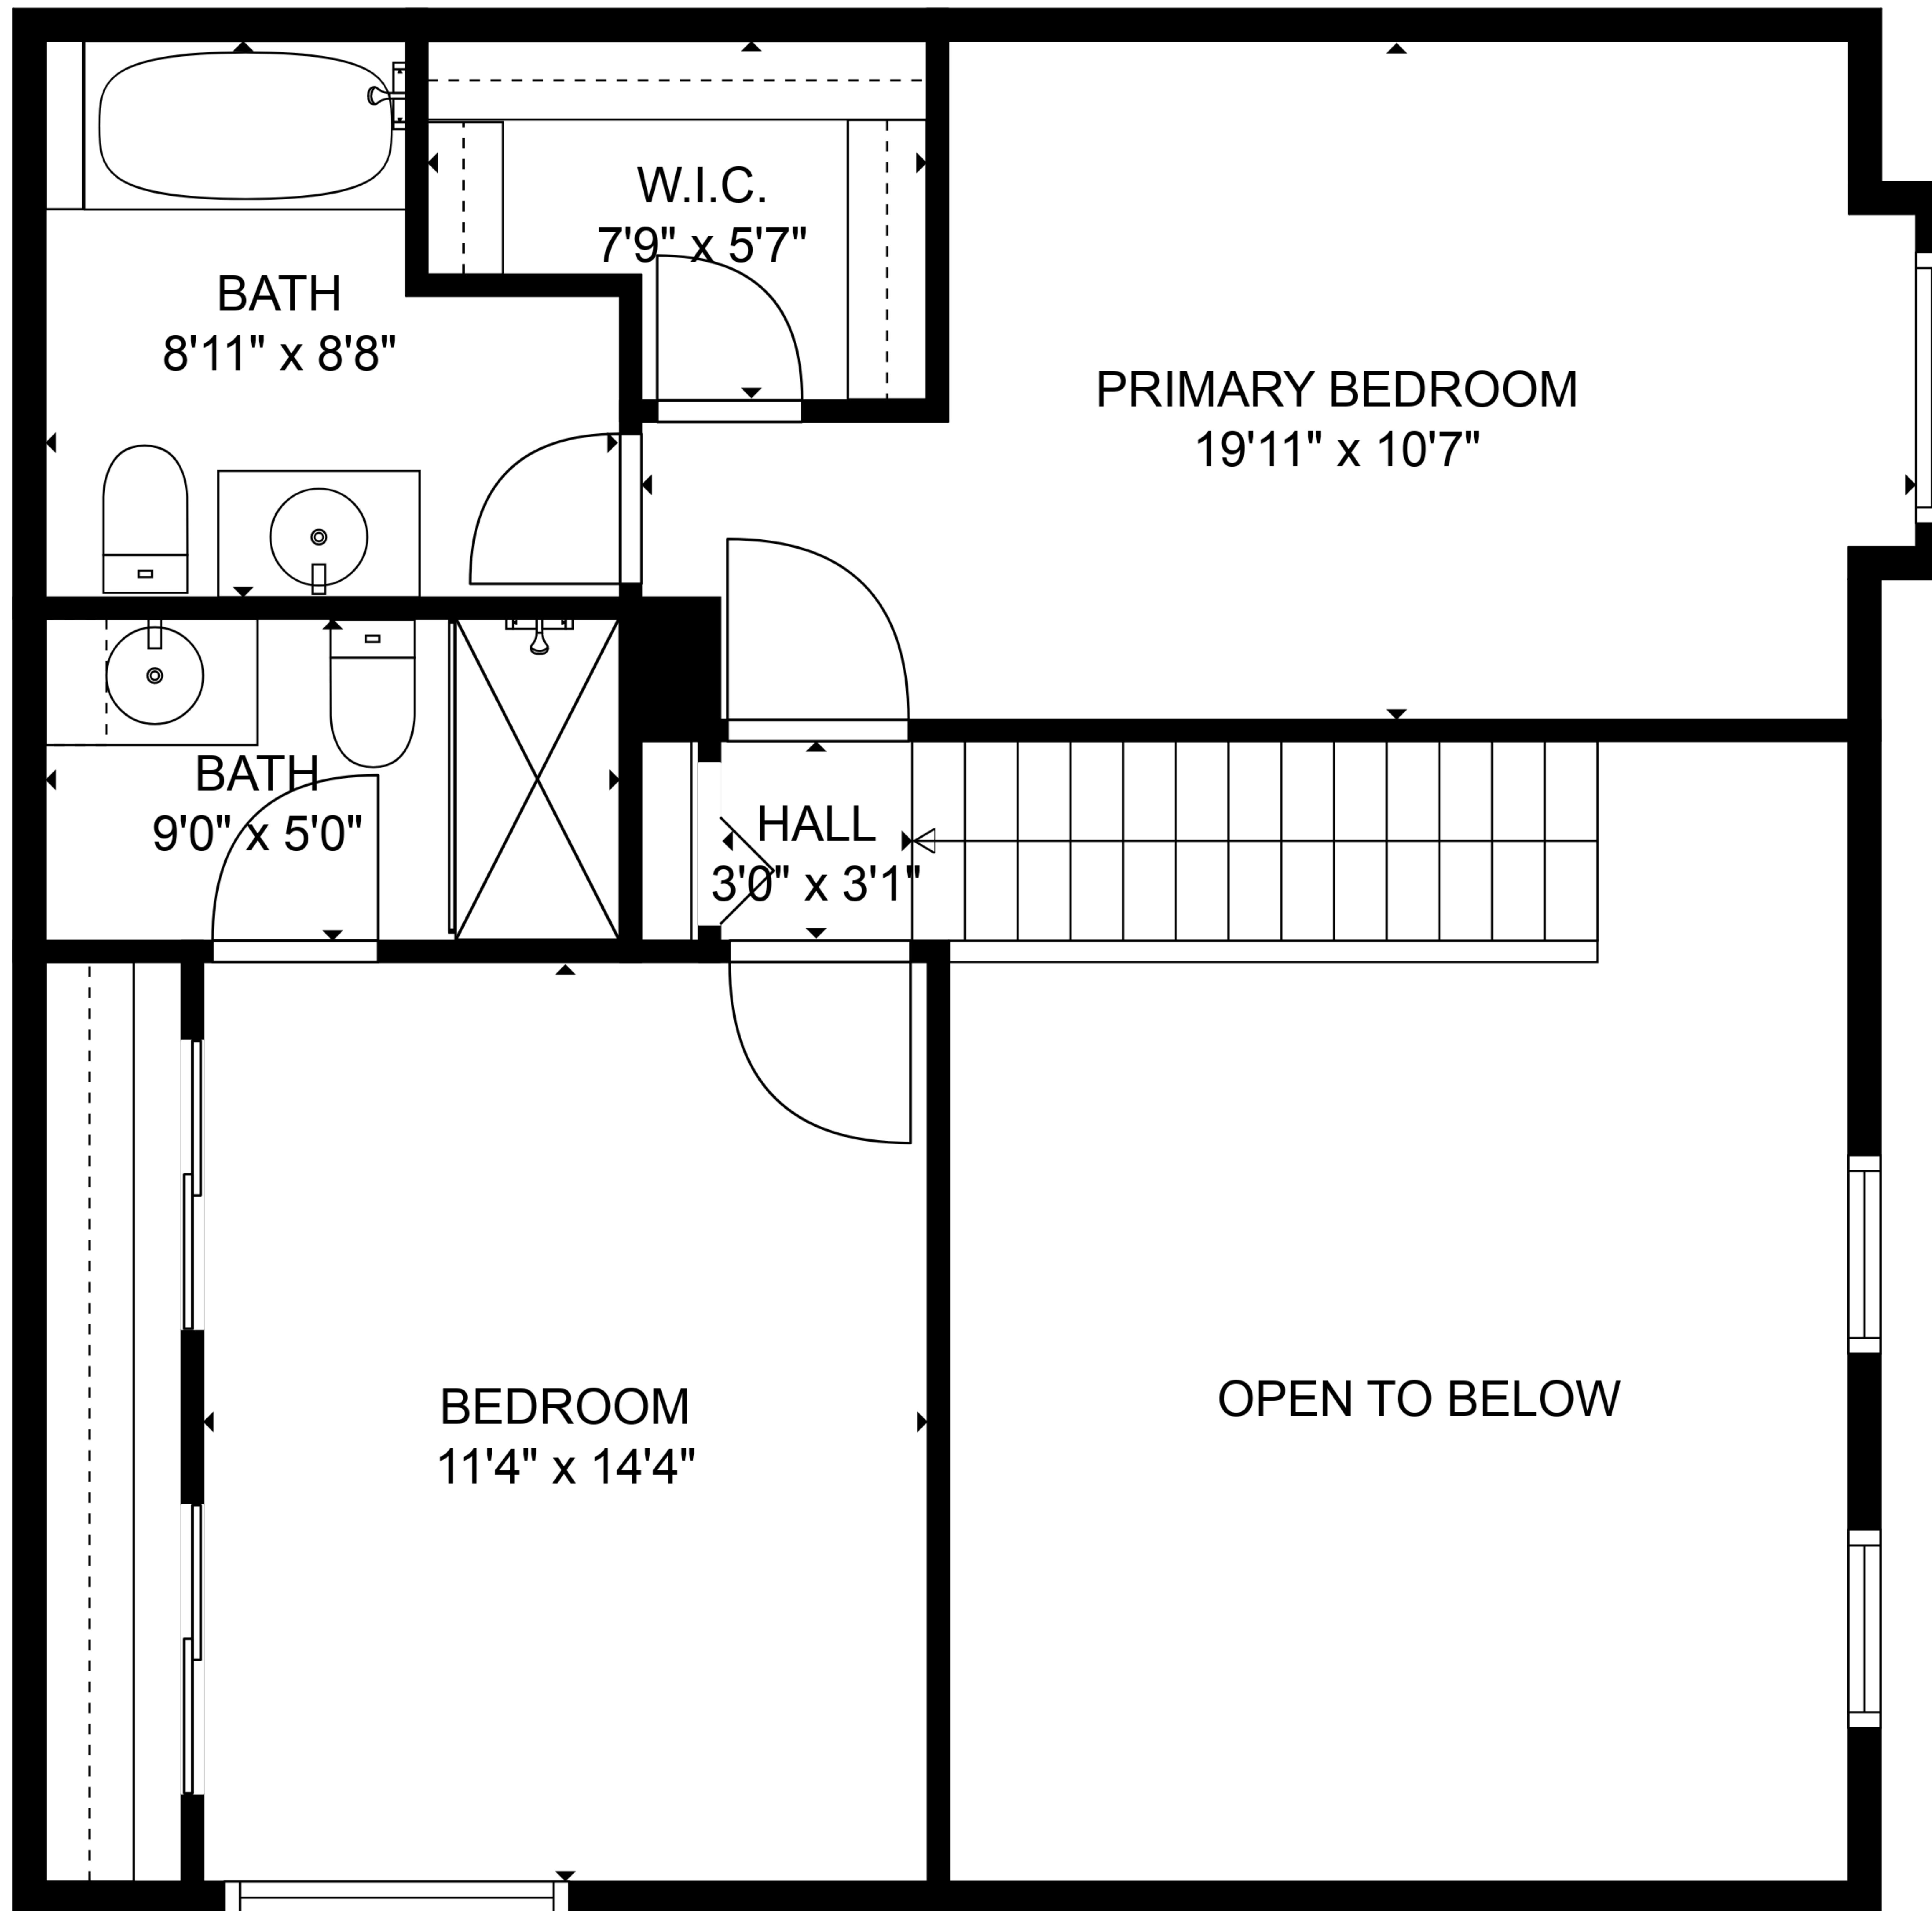 W.I.C.
7'9" x 5'7"
BATH
8'11" x 8'8"
PRIMARY BEDROOM
19'11" x 10'7"
BATH
9'0" x 5'0"
HALL
3'0" x 3'1"
BEDROOM
11'4" x 14'4"
OPEN TO BELOW